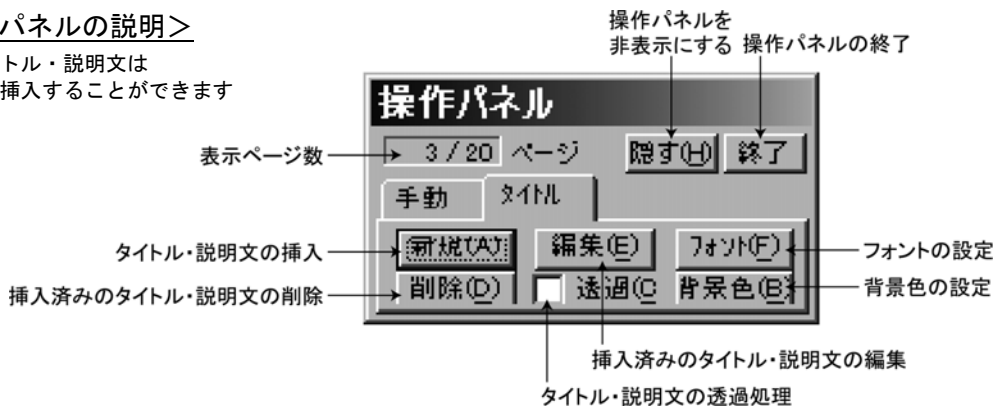 パネルの説明＞
トル・説明文は
挿入することができます
操作パネルを
非表示にする
操作パネルの終了
操作パネル
表示ページ数
3/20 ページ
隠す(H)
終了
手動
タイトル
タイトル・説明文の挿入
新規(A)
編集(E)
フォント(F)
フォントの設定
挿入済みのタイトル・説明文の削除
削除(D)
透過(C
背景色(B)
背景色の設定
挿入済みのタイトル・説明文の編集
タイトル・説明文の透過処理